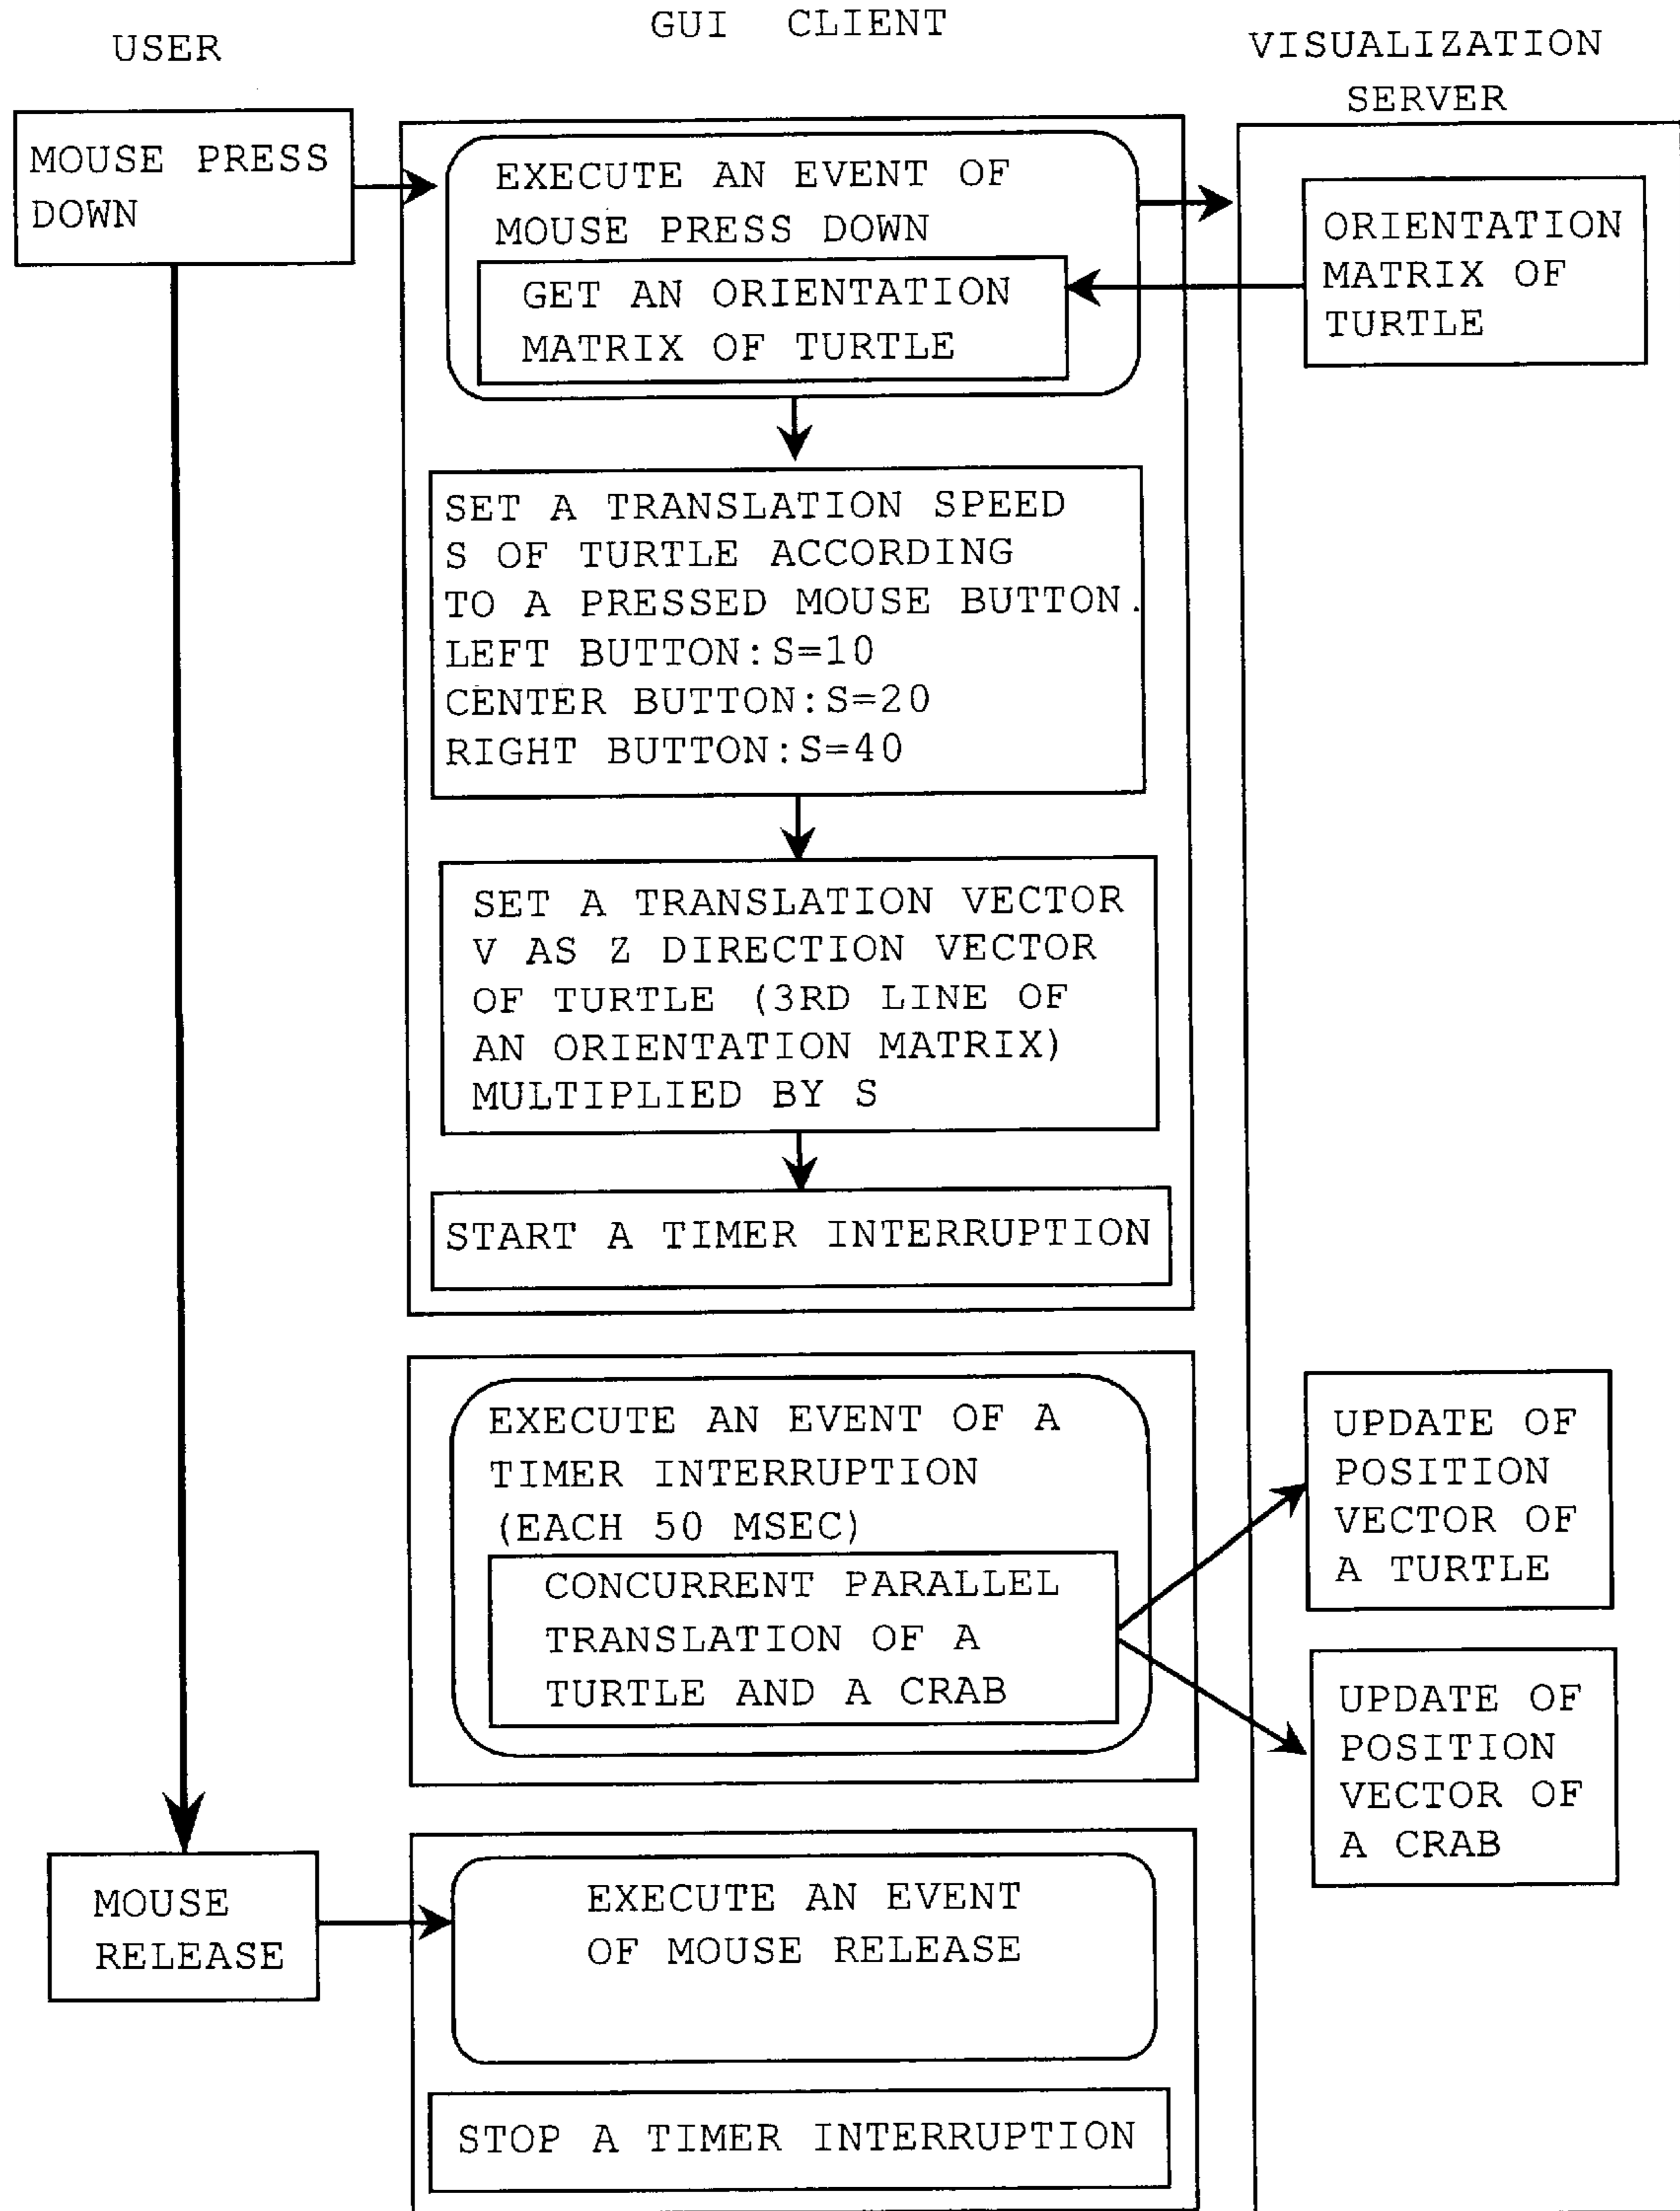 USER
GUI CLIENT
VISUALIZATION
SERVER
MOUSE PRESS
DOWN
EXECUTE AN EVENT OF
MOUSE PRESS DOWN
GET AN ORIENTATION
MATRIX OF TURTLE
ORIENTATION
MATRIX OF
TURTLE
SET A TRANSLATION SPEED
S OF TURTLE ACCORDING
TO A PRESSED MOUSE BUTTON.
LEFT BUTTON:S=10
CENTER BUTTON:S=20
RIGHT BUTTON:S=40
SET A TRANSLATION VECTOR
V AS Z DIRECTION VECTOR
OF TURTLE (3RD LINE OF
AN ORIENTATION MATRIX)
MULTIPLIED BY S
START A TIMER INTERRUPTION
EXECUTE AN EVENT OF A
TIMER INTERRUPTION
(EACH 50 MSEC)
CONCURRENT PARALLEL
TRANSLATION OF A
TURTLE AND A CRAB
UPDATE OF
POSITION
VECTOR OF
A TURTLE
UPDATE OF
POSITION
VECTOR OF
A CRAB
MOUSE
RELEASE
EXECUTE AN EVENT
OF MOUSE RELEASE
STOP A TIMER INTERRUPTION